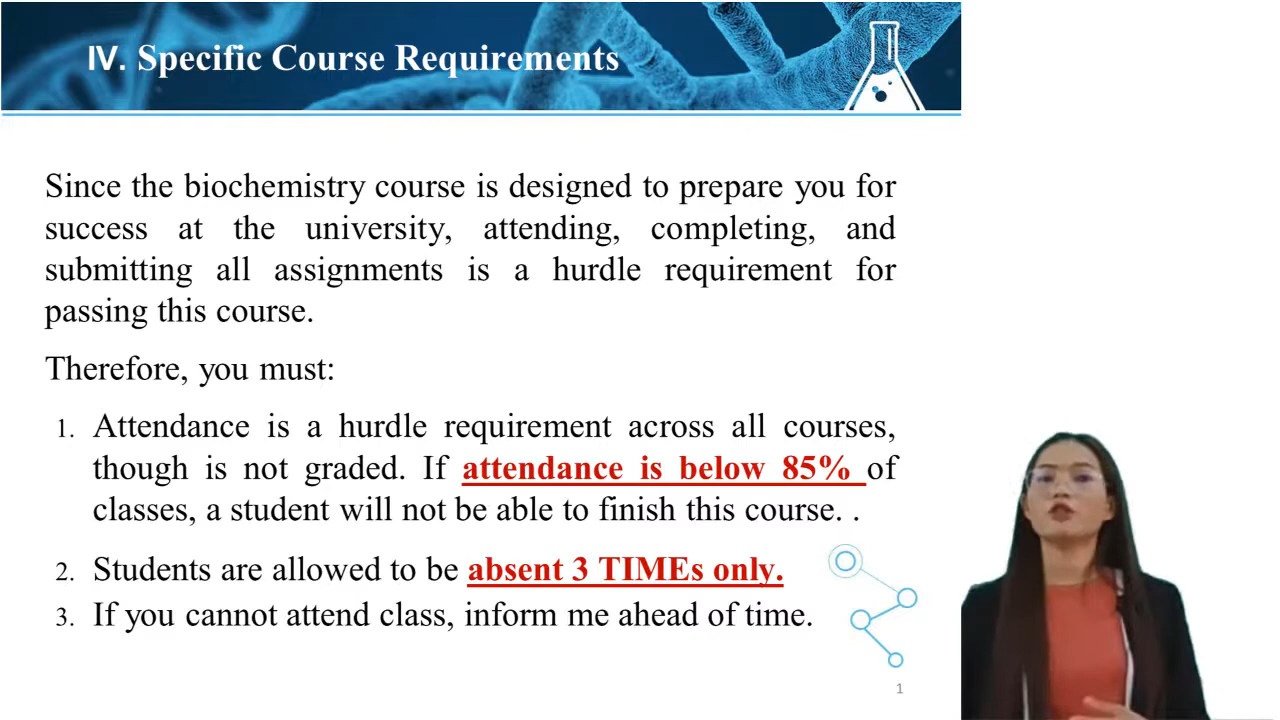 IV. Specific Course Requirements
Since the biochemistry course is designed to prepare you for
success at the university, attending, completing, and
submitting all assignments is a hurdle requirement for
passing this course.
Therefore, you must:
1. Attendance is a hurdle requirement across all courses,
though is not graded. If attendance is below 85% of
classes, a student will not be able to finish this course. .
2. Students are allowed to be absent 3 TIMEs only.
3. If you cannot attend class, inform me ahead of time.
1